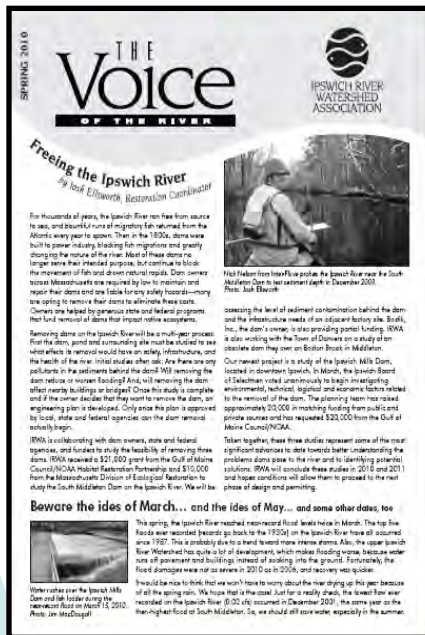 SPRING 2010
THE
Voice
OF THE RIVER
IPSWICH RIVER
WATERSHED
ASSOCIATION
Freeing the Ipswich River
by Josh Ellsworth, Restoration Coordinator
For thousands of years, the Ipswich River ran free from source
to sea, and bountiful runs of migratory fish returned from the
Atlantic every year to spawn. Then in the 1800s, dams were
built to power industry, blocking fish migrations and greatly
changing the nature of the river. Most of these dams no
longer serve their intended purpose, but continue to block
the movement of fish and drown natural rapids. Dam owners
across Massachusetts are required by law to maintain and
repair their dams and are liable for any safety hazards—many
are opting to remove their dams to eliminate these costs.
Owners are helped by generous state and federal programs
that fund removal of dams that impact native ecosystems.
Removing dams on the Ipswich River will be a multi-year process.
First the dam, pond and surrounding site must be studied to see
what effects its removal would have on safety, infrastructure, and
the health of the river. Initial studies often ask: Are there are any
pollutants in the sediments behind the dam? Will removing the
dam reduce or worsen flooding? And, will removing the dam
affect nearby buildings or bridges? Once this study is complete
and if the owner decides that they want to remove the dam, an
engineering plan is developed. Only once this plan is approved
by local, state and federal agencies can the dam removal
actually begin.
IRWA is collaborating with dam owners, state and federal
agencies, and funders to study the feasibility of removing three
dams. IRWA received a $21,000 grant from the Gulf of Maine
Council/NOAA Habitat Restoration Partnership and $10,000
from the Massachusetts Division of Ecological Restoration to
study the South Middleton Dam on the Ipswich River. We will be
Nick Nelson from Inter-Fluve probes the Ipswich River near the South
Middleton Dam to test sediment depth in December 2009.
Photo: Josh Ellsworth
assessing the level of sediment contamination behind the dam
and the infrastructure needs of an adjacent factory site. Bostik,
Inc., the dam's owner, is also providing partial funding. IRWA
is also working with the Town of Danvers on a study of an
obsolete dam they own on Boston Brook in Middleton.
Our newest project is a study of the Ipswich Mills Dam,
located in downtown Ipswich. In March, the Ipswich Board
of Selectmen voted unanimously to begin investigating
environmental, technical, logistical and economic factors related
to the removal of the dam. The planning team has raised
approximately 20,000 in matching funding from public and
private sources and has requested $20,000 from the Gulf of
Maine Council/NOAA.
Taken together, these three studies represent some of the most
significant advances to date towards better understanding the
problems dams pose to the river and to identifying potential
solutions. IRWA will conclude these studies in 2010 and 2011
and hopes conditions will allow them to proceed to the next
phase of design and permitting.
Beware the ides of March... and the ides of May... and some other dates, too
Water rushes over the Ipswich Mills
Dam and fish ladder during the
near-record flood on March 15, 2010.
Photo: Jim MacDougall
This spring, the Ipswich River reached near-record flood levels twice in March. The top five
floods ever recorded (records go back to the 1930s) on the Ipswich River have all occurred
since 1987. This is probably due to a trend toward more intense storms. Also, the upper Ipswich
River Watershed has quite a lot of development, which makes flooding worse, because water
runs off pavement and buildings instead of soaking into the ground. Fortunately, the
flood damages were not as severe in 2010 as in 2006, and recovery was quicker.
It would be nice to think that we won't have to worry about the river drying up this year because
of all the spring rain. We hope that is the case! Just for a reality check, the lowest flow ever
recorded on the Ipswich River (0.02 cfs) occurred in December 2001, the same year as the
then-highest-flood at South Middleton. So, we should still save water, especially in the summer.